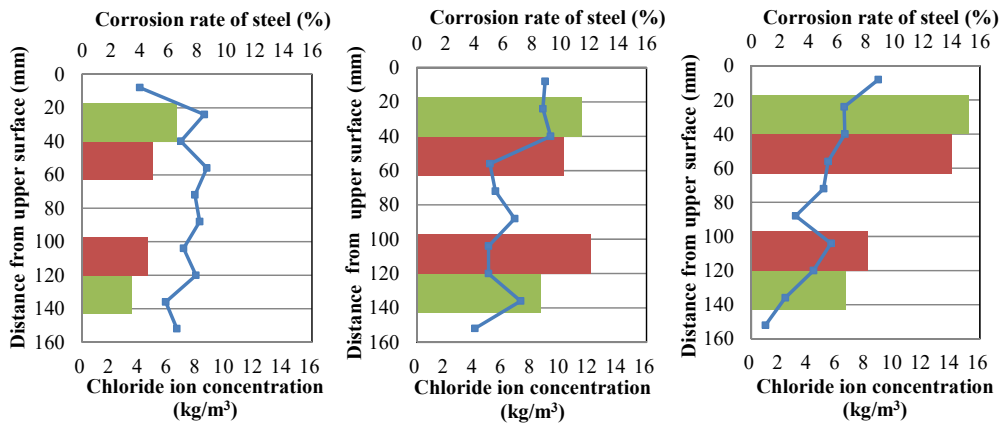 Corrosion rate of steel (%)
0 2 4 6 8 10 12 14 16
Distance from upper surface (mm)
0
20
40
60
80
100
120
140
160
0 2 4 6 8 10 12 14 16
Chloride ion concentration
(kg/m³)
Corrosion rate of steel (%)
0 2 4 6 8 10 12 14 16
Distance from upper surface (mm)
0
20
40
60
80
100
120
140
160
0 2 4 6 8 10 12 14 16
Chloride ion concentration
(kg/m³)
Corrosion rate of steel (%)
0 2 4 6 8 10 12 14 16
Distance from upper surface (mm)
0
20
40
60
80
100
120
140
160
0 2 4 6 8 10 12 14 16
Chloride ion concentration
(kg/m³)